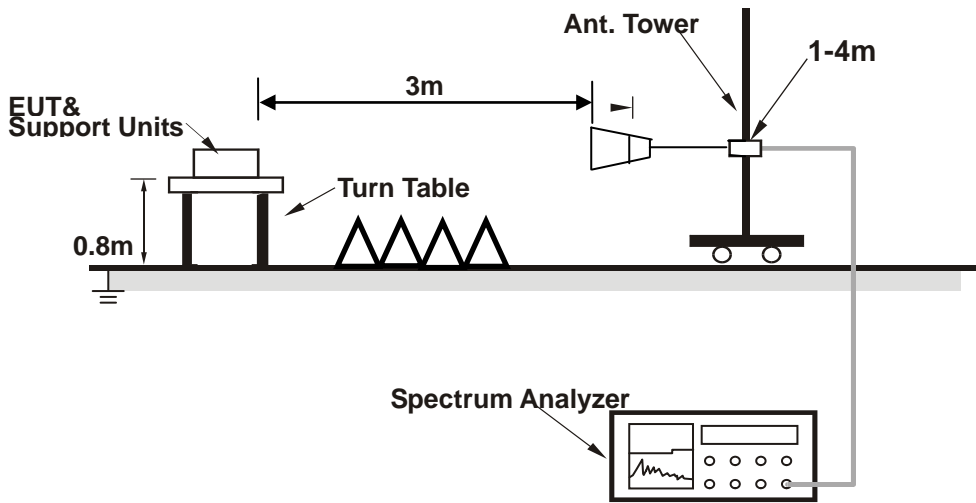 Ant. Tower
1-4m
3m
EUT&
Support Units
Turn Table
0.8m
Spectrum Analyzer